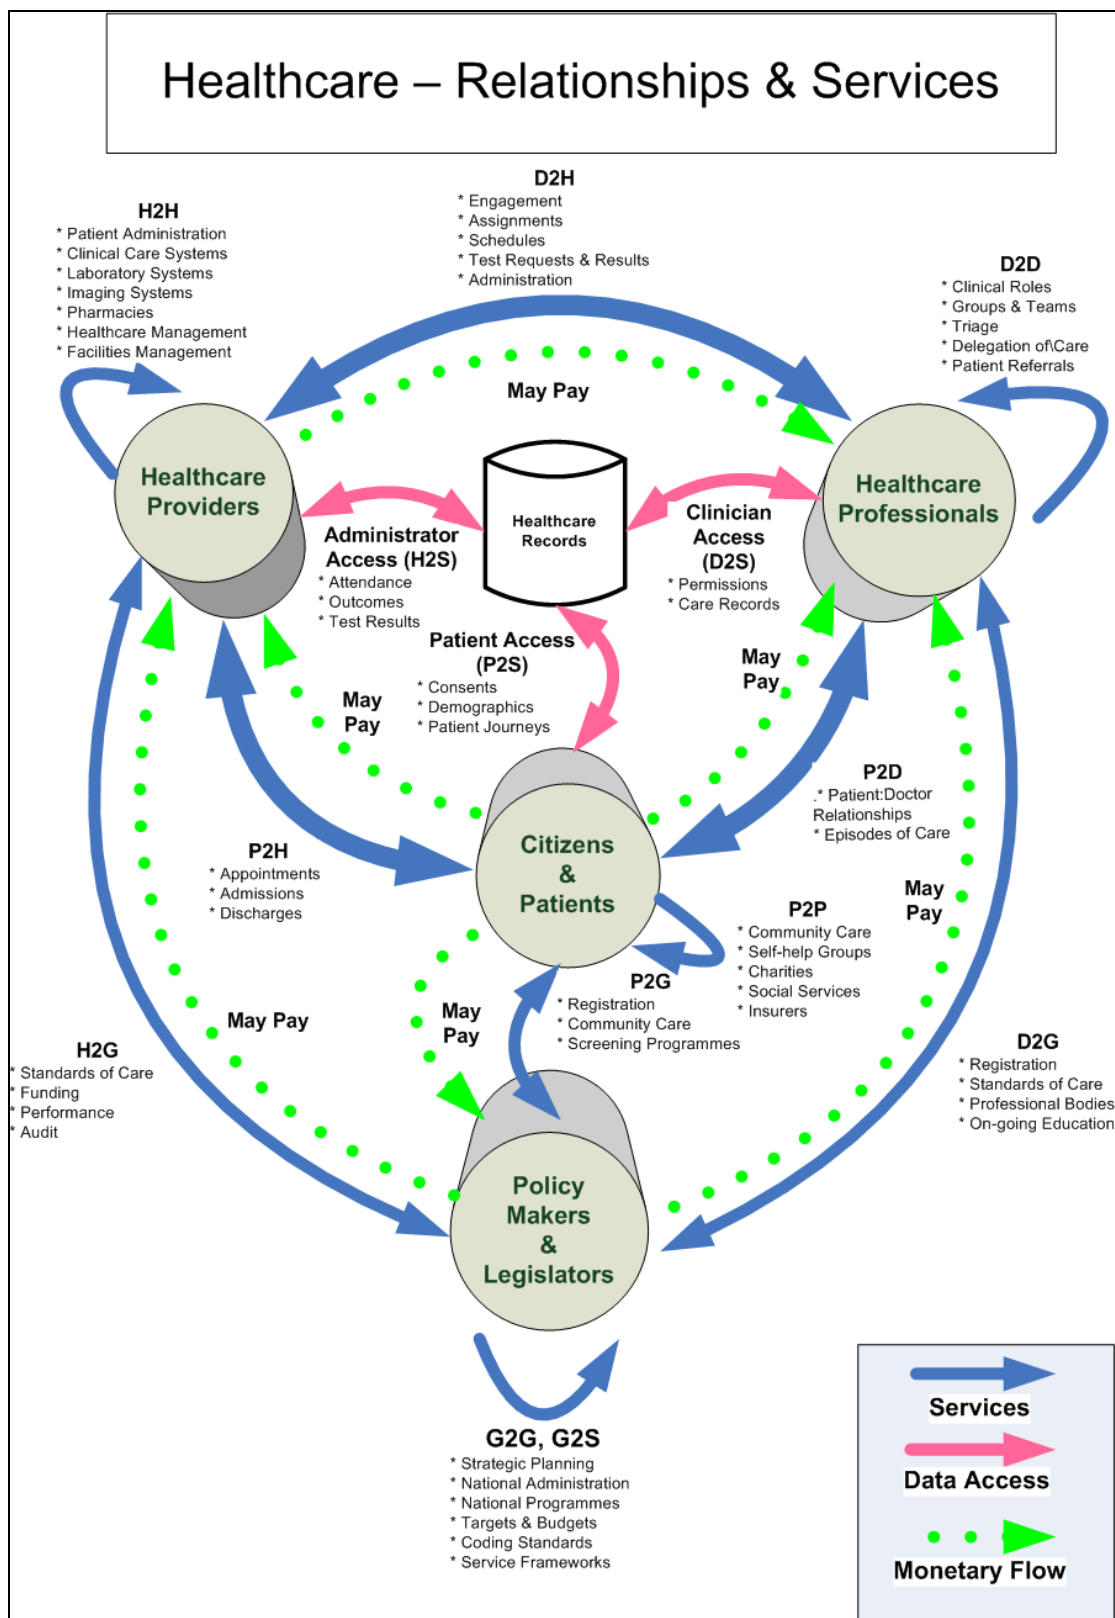 Healthcare – Relationships & Services
D2H
* Engagement
* Assignments
* Schedules
* Test Requests & Results
* Administration
H2H
* Patient Administration
* Clinical Care Systems
* Laboratory Systems
* Imaging Systems
* Pharmacies
* Healthcare Management
* Facilities Management
D2D
* Clinical Roles
* Groups & Teams
* Triage
* Delegation of\Care
* Patient Referrals
May Pay
Healthcare
Providers
Healthcare
Records
Healthcare
Professionals
Administrator
Access (H2S)
* Attendance
* Outcomes
* Test Results
Clinician
Access
(D2S)
* Permissions
* Care Records
Patient Access
(P2S)
* Consents
* Demographics
* Patient Journeys
May
Pay
May
Pay
P2D
.* Patient:Doctor
Relationships
* Episodes of Care
P2H
* Appointments
* Admissions
* Discharges
Citizens
&
Patients
May
Pay
P2P
* Community Care
* Self-help Groups
* Charities
* Social Services
* Insurers
P2G
* Registration
* Community Care
* Screening Programmes
May Pay
May
Pay
H2G
* Standards of Care
* Funding
* Performance
* Audit
D2G
* Registration
* Standards of Care
* Professional Bodies
* On-going Education
Policy
Makers
&
Legislators
G2G, G2S
* Strategic Planning
* National Administration
* National Programmes
* Targets & Budgets
* Coding Standards
* Service Frameworks
Services
Data Access
Monetary Flow